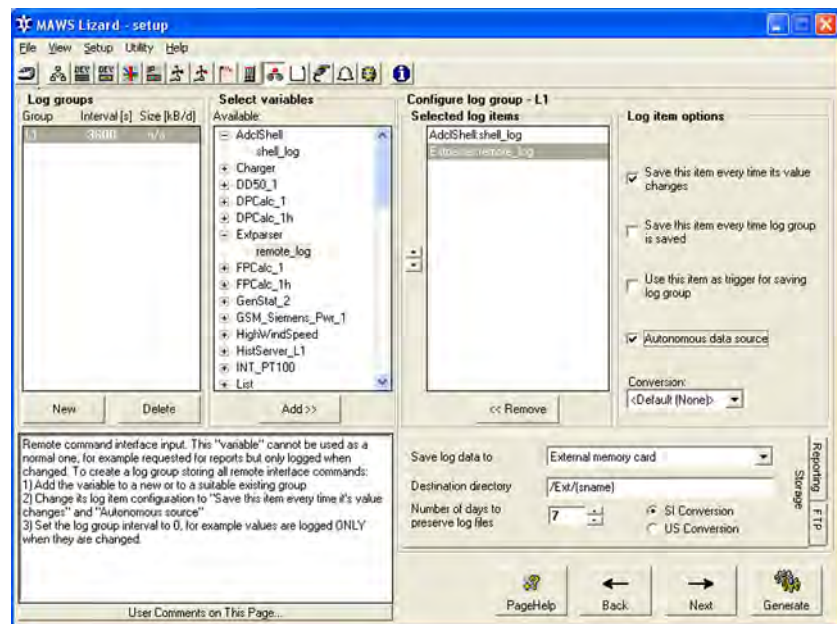 MAWS Lizard - setup
File View Setup Utility Help
Log groups
Group Interval [s] Size [kB/d]
L1 3600 n/a
New
Delete
Select variables
Available:
AdclShell
shell_log
Charger
DD50_1
DPCalc_1
DPCalc_1h
Extparser
remote_log
FPCalc_1
FPCalc_1h
GenStat_2
GSM_Siemens_Pwr_1
HighWindSpeed
HistServer_L1
INT_PT100
List
Add >>
Configure log group - L1
Selected log items
AdclShell:shell_log
Extparser:remote_log
<< Remove
Log item options
Save this item every time its value
changes
Save this item every time log group
is saved
Use this item as trigger for saving
log group
Autonomous data source
Conversion:
<Default (None)>
Remote command interface input. This "variable" cannot be used as a
normal one, for example requested for reports but only logged when
changed. To create a log group storing all remote interface commands:
1) Add the variable to a new or to a suitable existing group
2) Change its log item configuration to "Save this item every time it's value
changes" and "Autonomous source"
3) Set the log group interval to 0, for example values are logged ONLY
when they are changed.
User Comments on This Page...
Save log data to
External memory card
Destination directory
/Ext/(sname)
Number of days to
preserve log files
7
SI Conversion
US Conversion
Reporting
Storage
FTP
PageHelp
Back
Next
Generate